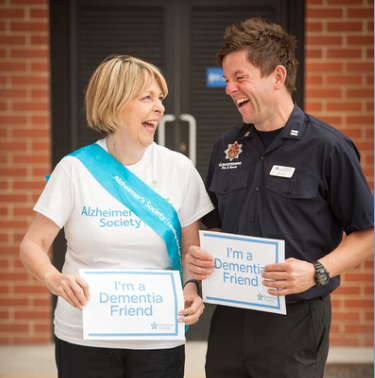 Alzheimer's Society
Alzheimer's
Society
I'm a
Dementia
Friend
I'm a
Dementia
Friend